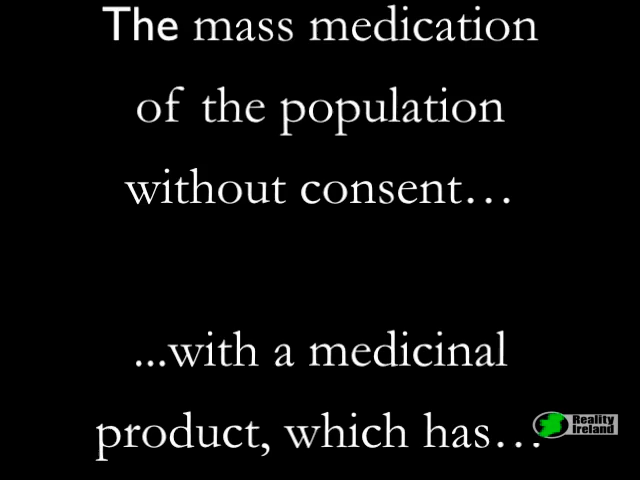 The mass medication
of the population
without consent…
...with a medicinal
product, which has…
Reality
Ireland